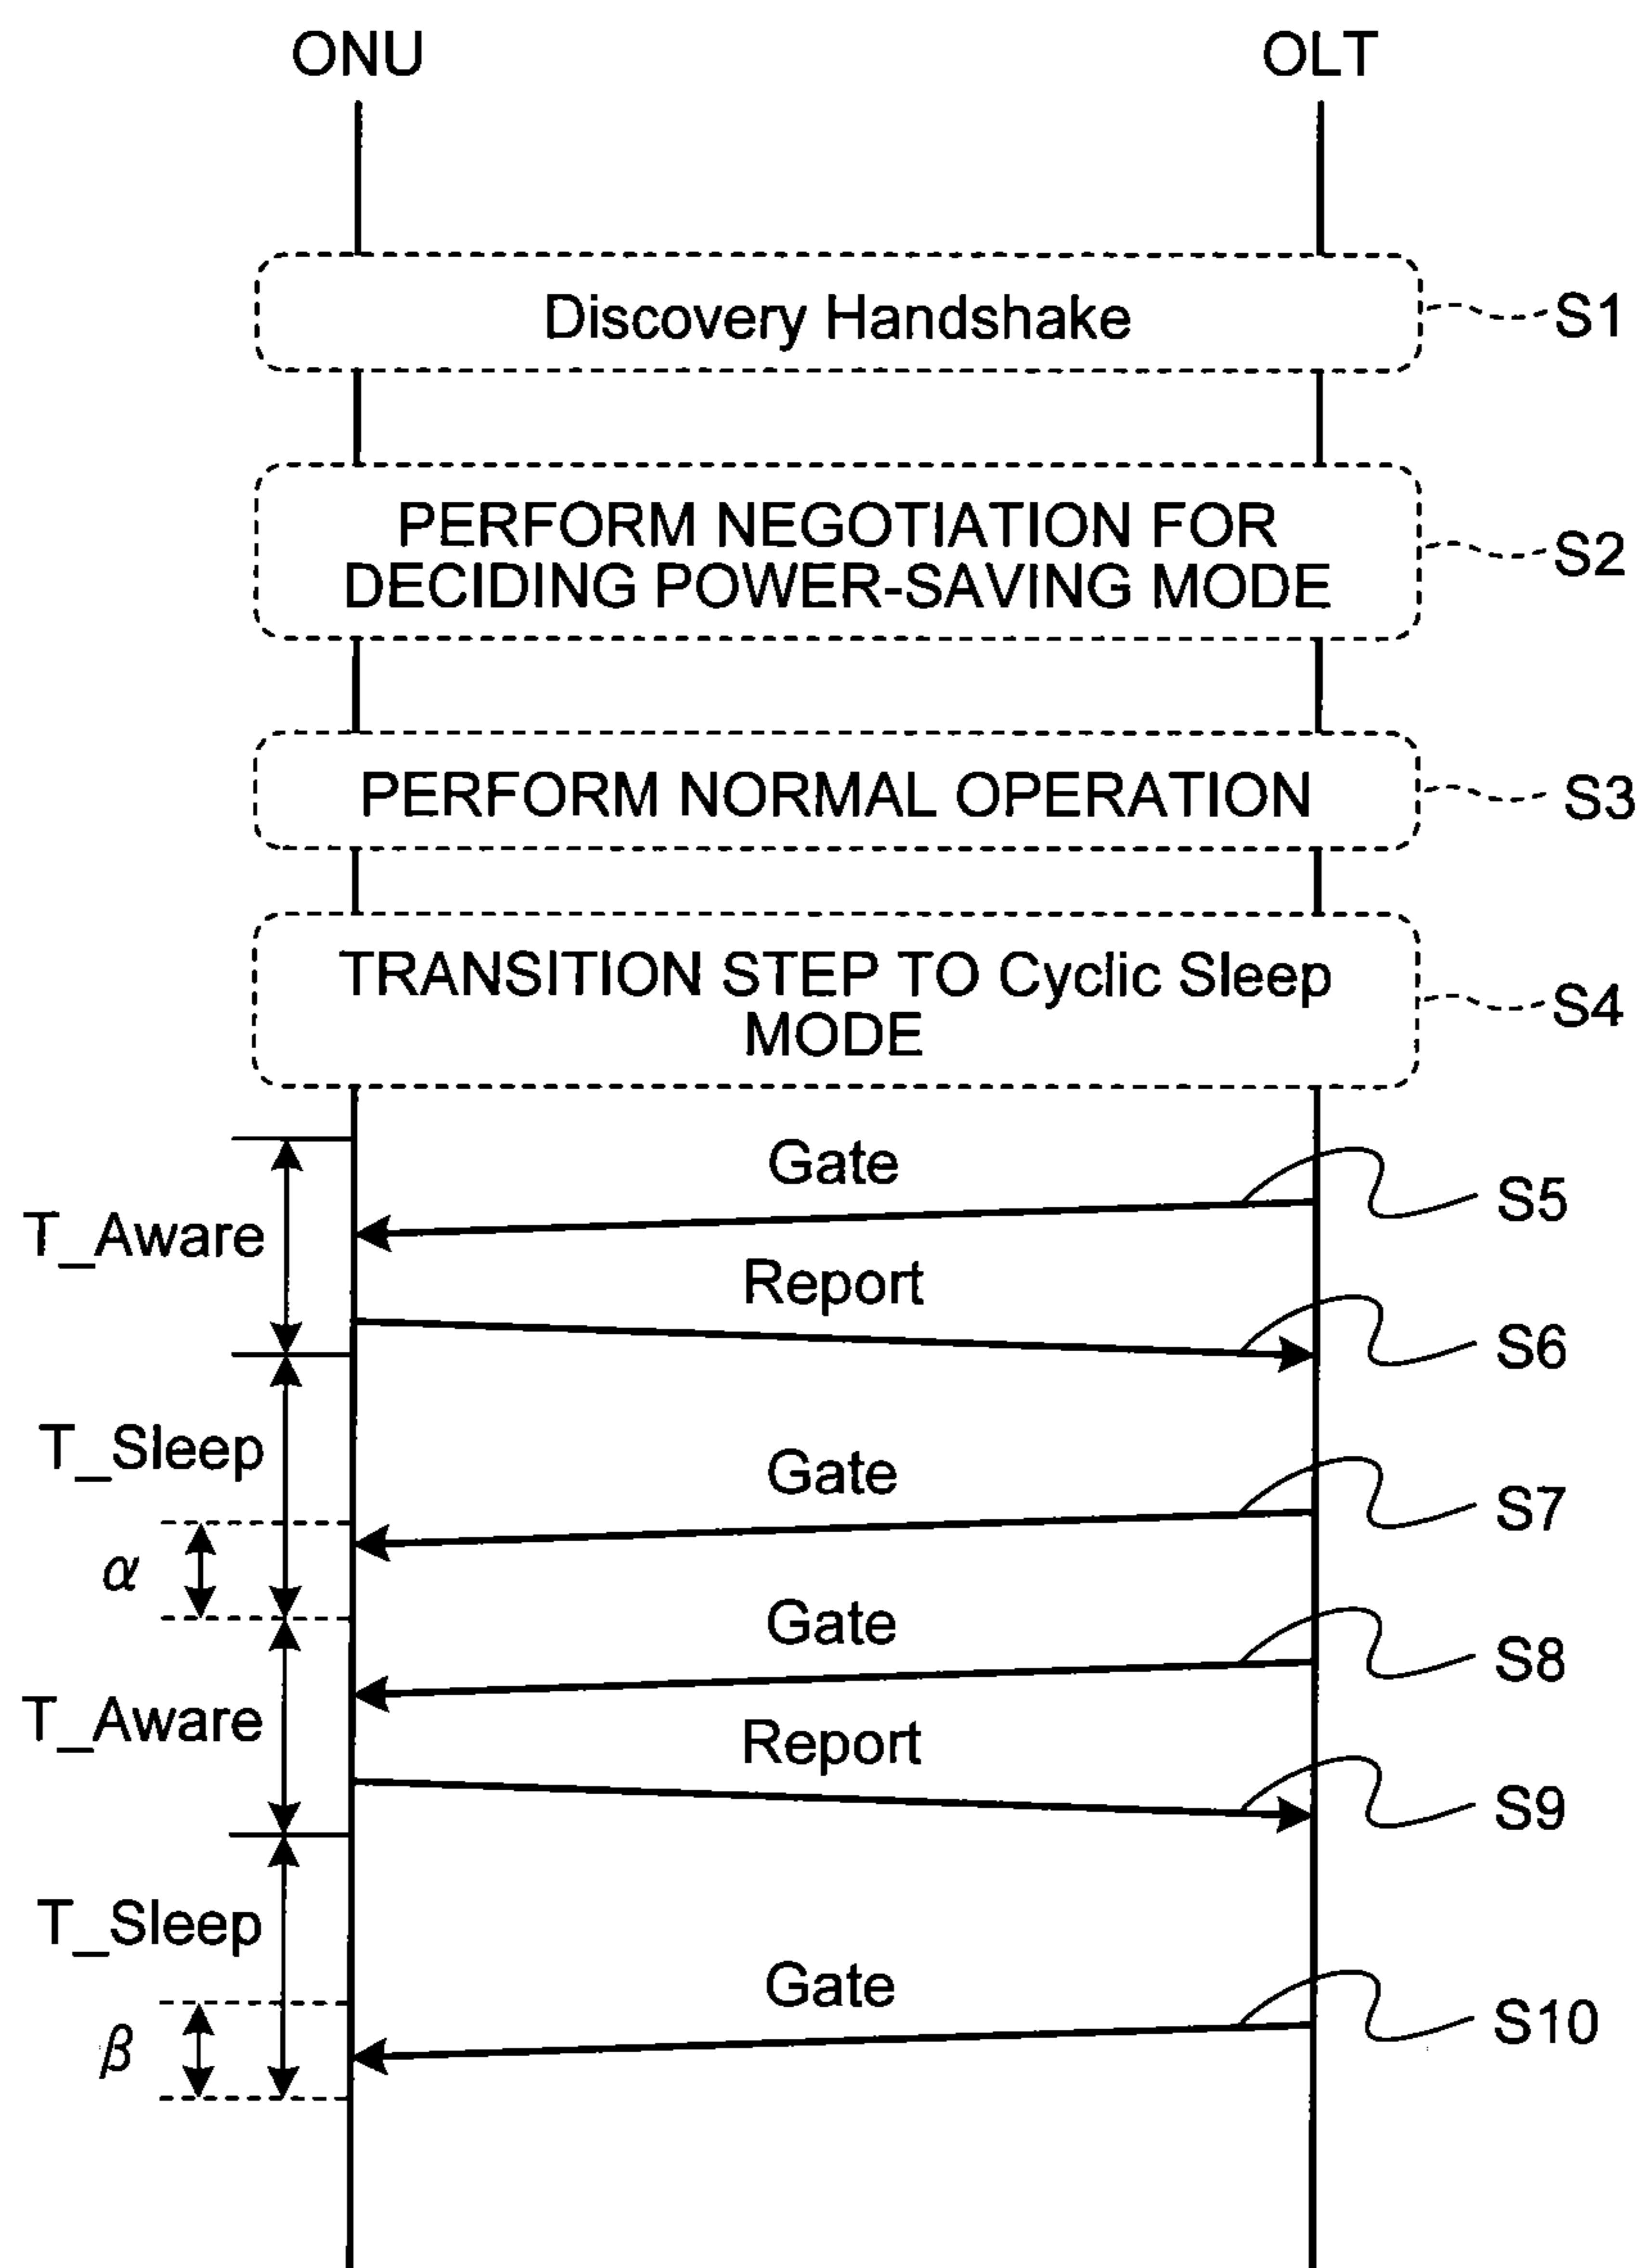 ONU OLT
Discovery Handshake S1
PERFORM NEGOTIATION FOR
DECIDING POWER-SAVING MODE S2
PERFORM NORMAL OPERATION S3
TRANSITION STEP TO Cyclic Sleep
MODE S4
Gate S5
T_Aware
Report S6
T_Sleep
Gate S7
α
Gate S8
T_Aware
Report S9
T_Sleep
Gate S10
β